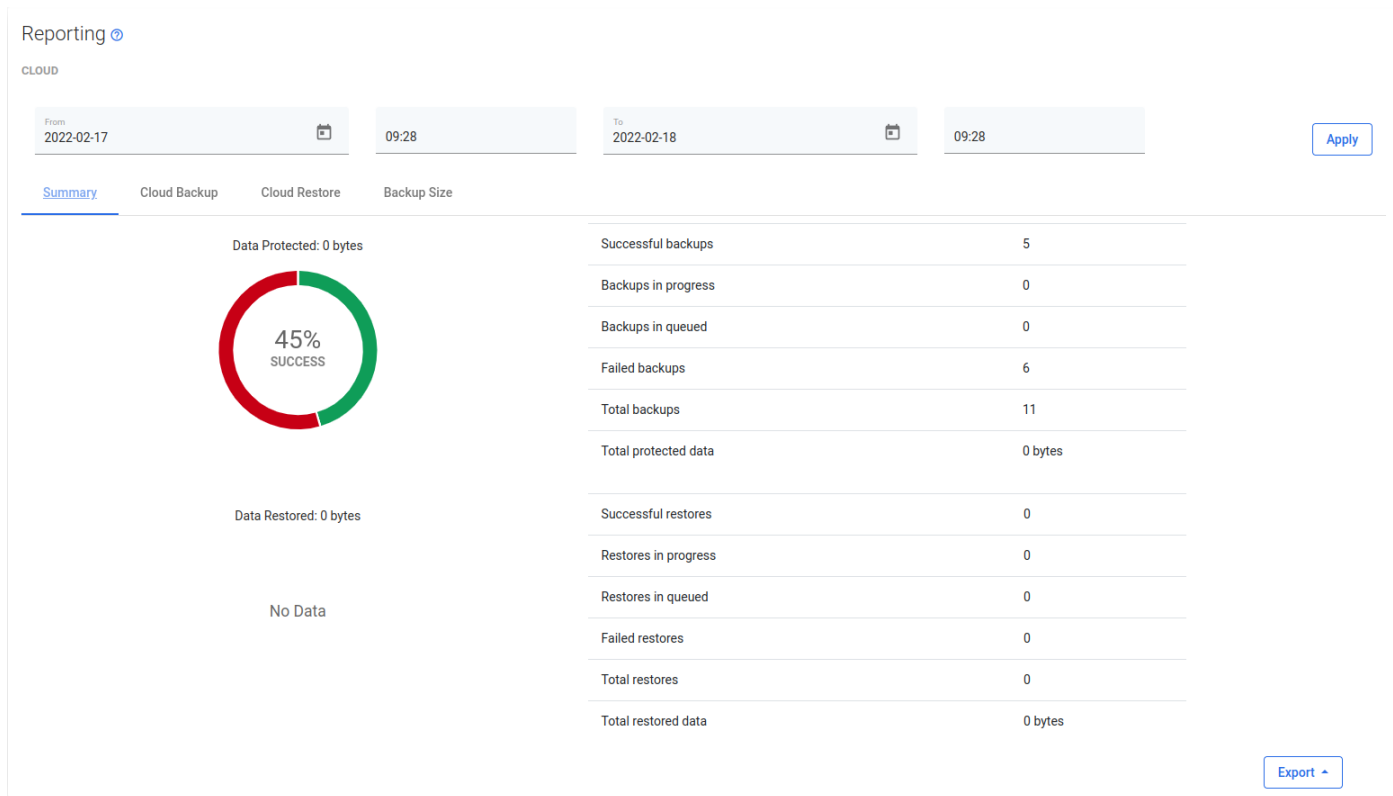 Reporting
CLOUD
From
2022-02-17
09:28
To
2022-02-18
09:28
Apply
Summary Cloud Backup Cloud Restore Backup Size
Data Protected: 0 bytes
45%
SUCCESS
Successful backups 5
Backups in progress 0
Backups in queued 0
Failed backups 6
Total backups 11
Total protected data 0 bytes
Data Restored: 0 bytes
No Data
Successful restores 0
Restores in progress 0
Restores in queued 0
Failed restores 0
Total restores 0
Total restored data 0 bytes
Export